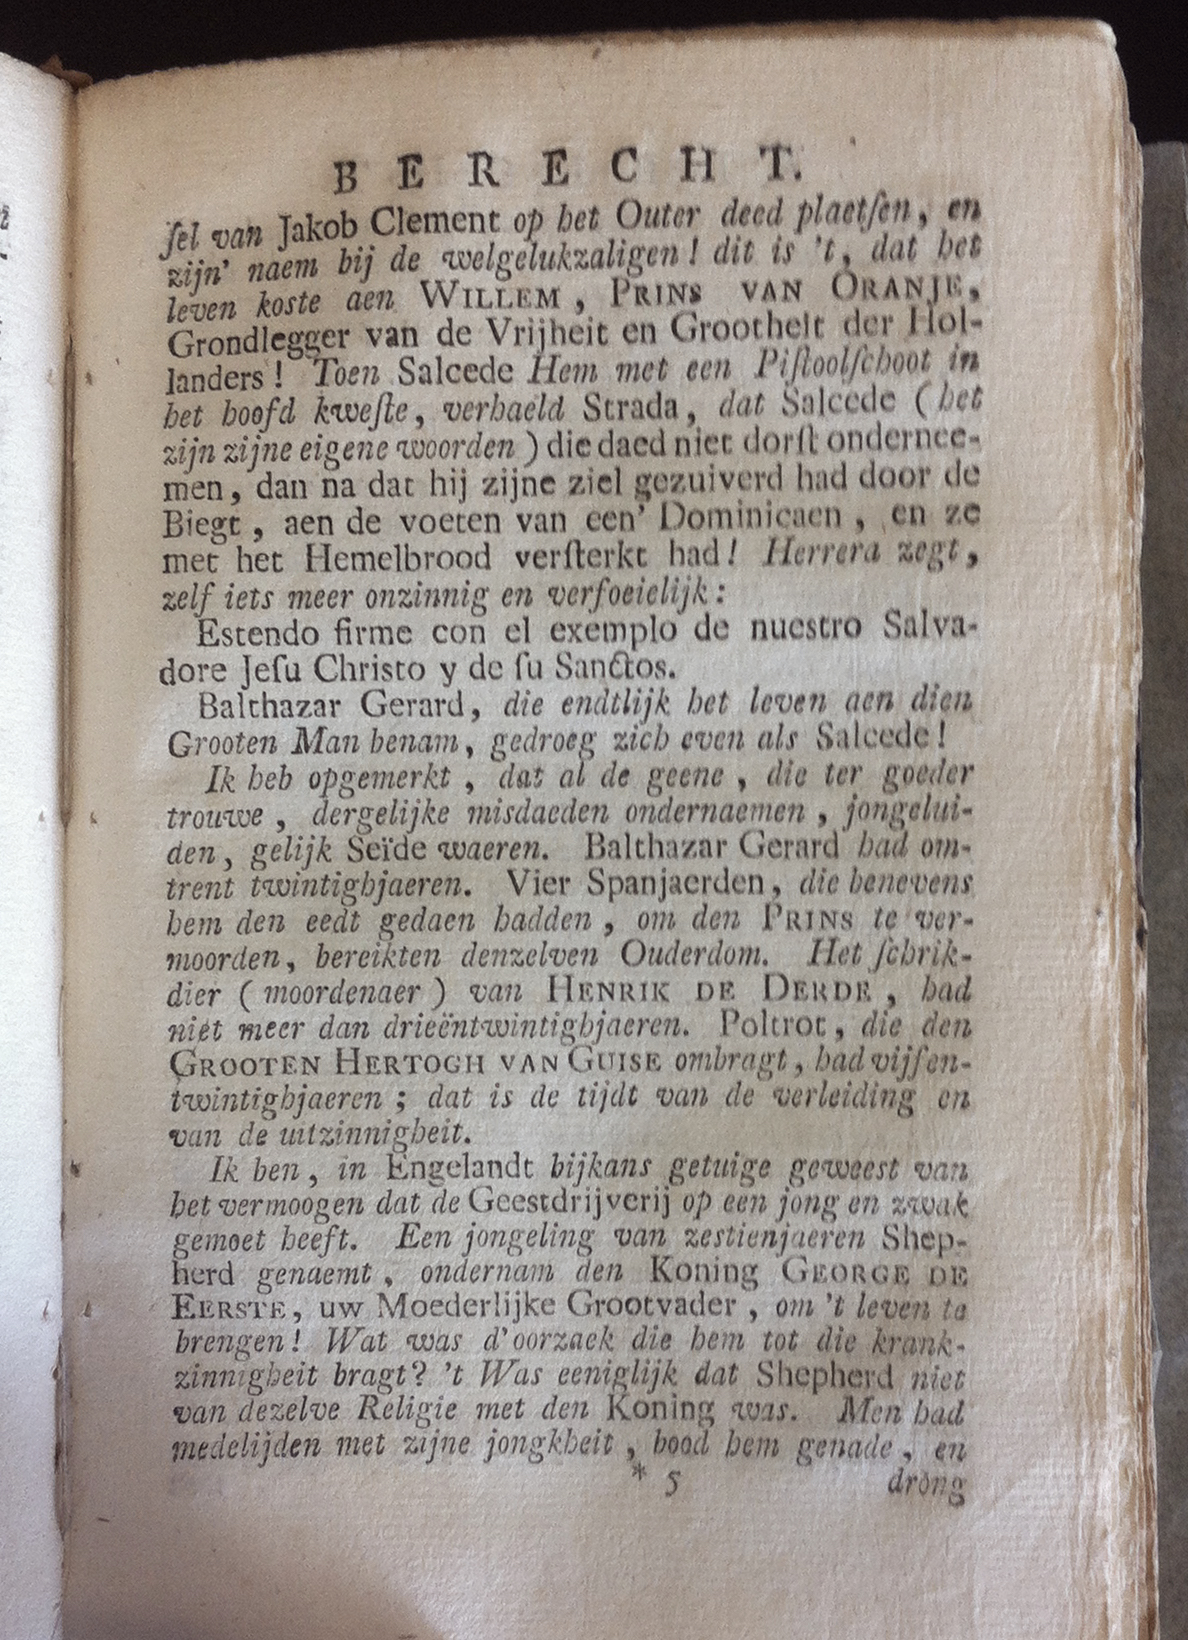 BERECHT.
ſel van Jakob Clement op het Outer deed plaetſen, en
zijn' naem bij de welgelukzaligen! dit is 't, dat het
leven koste aen WILLEM, PRINS VAN ORANJE,
Grondlegger van de Vrijheit en Grootheit der Hol-
landers! Toen Salcede Hem met een Piſtoolſchoot in
het hoofd kweſte, verhaeld Strada, dat Salcede (het
zijn zijne eigene woorden) die daed niet dorſt ondernee-
men, dan na dat hij zijne ziel gezuiverd had door de
Biegt, aen de voeten van een' Dominicaen, en ze
met het Hemelbrood verſterkt had! Herrera zegt,
zelf iets meer onzinnig en verfoeielijk:
Estendo firme con el exemplo de nuestro Salva-
dore Jeſu Christo y de ſu Sanctos.
Balthazar Gerard, die endtlijk het leven aen dien
Grooten Man benam, gedroeg zich even als Salcede!
Ik heb opgemerkt, dat al de geene, die ter goeder
trouwe, dergelijke misdaeden ondernaemen, jongelui-
den, gelijk Seïde waeren. Balthazar Gerard had om-
trent twintighjaeren. Vier Spanjaerden, die benevens
hem den eedt gedaen hadden, om den PRINS te ver-
moorden, bereikten denzelven Ouderdom. Het ſchrik-
dier (moordenaer) van HENRIK DE DERDE, had
niet meer dan drieëntwintighjaeren. Poltrot, die den
GROOTEN HERTOGH VAN GUISE ombragt, had vijfen-
twintighjaeren; dat is de tijdt van de verleiding en
van de uitzinnigheit.
Ik ben, in Engelandt bijkans getuige geweest van
het vermoogen dat de Geestdrijverij op een jong en zwak
gemoet heeft. Een jongeling van zestienjaeren Shep-
herd genaemt, ondernam den Koning GEORGE DE
EERSTE, uw Moederlijke Grootvader, om 't leven te
brengen! Wat was d'oorzaek die hem tot die krank-
zinnigheit bragt? 't Was eeniglijk dat Shepherd niet
van dezelve Religie met den Koning was. Men had
medelijden met zijne jongkheit, bood hem genade, en
* 5 drong